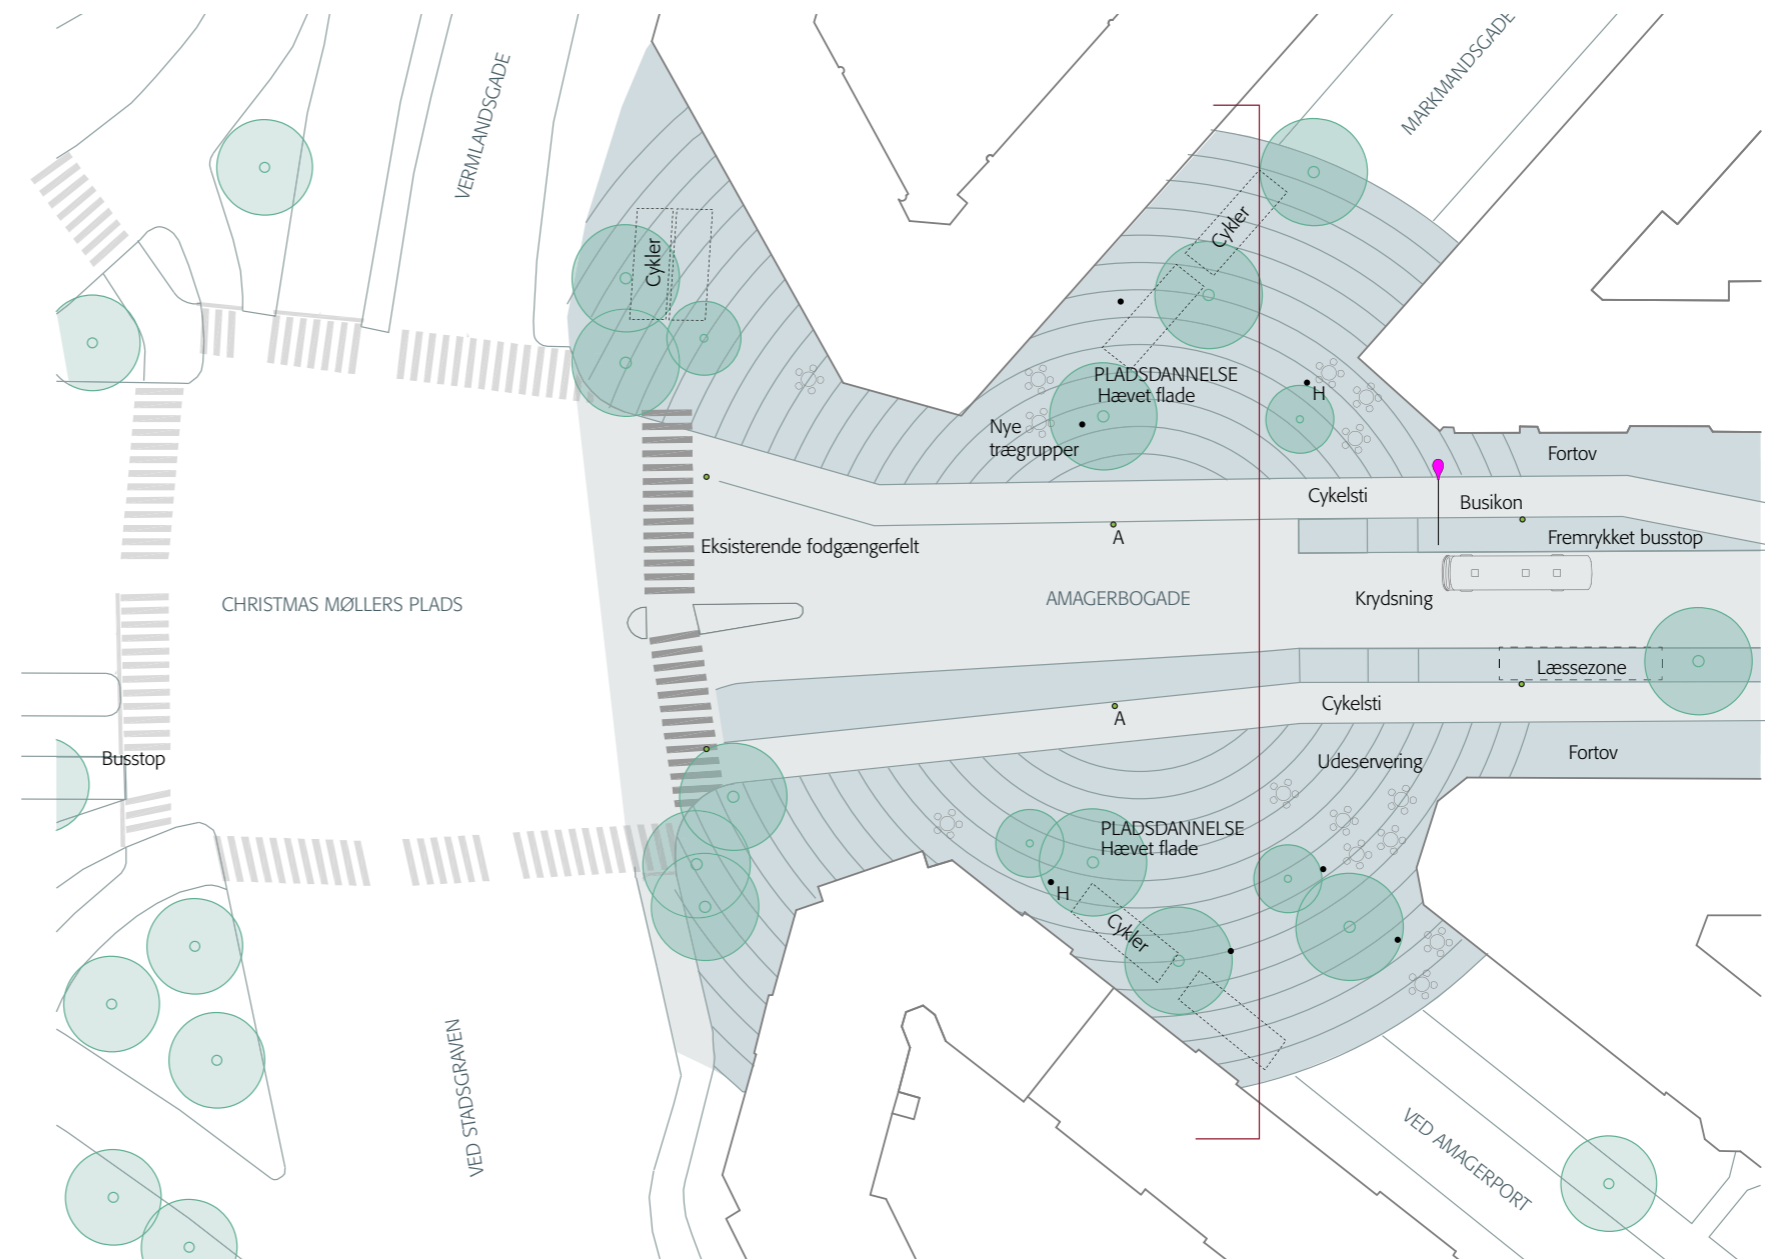 MARKMANDSGADE
VERMLANDSGADE
Cykler
Cykler
PLADSDANNELSE
Hævet flade
H
Nye
trægrupper
Fortov
Cykelsti
Busikon
A
Fremrykket busstop
Eksisterende fodgængerfelt
CHRISTMAS MØLLERS PLADS
AMAGERBOGADE
Krydsning
Læssezone
Cykelsti
A
Busstop
Udeservering
Fortov
PLADSDANNELSE
Hævet flade
H
Cykler
VED STADSGRAVEN
VED AMAGERPORT